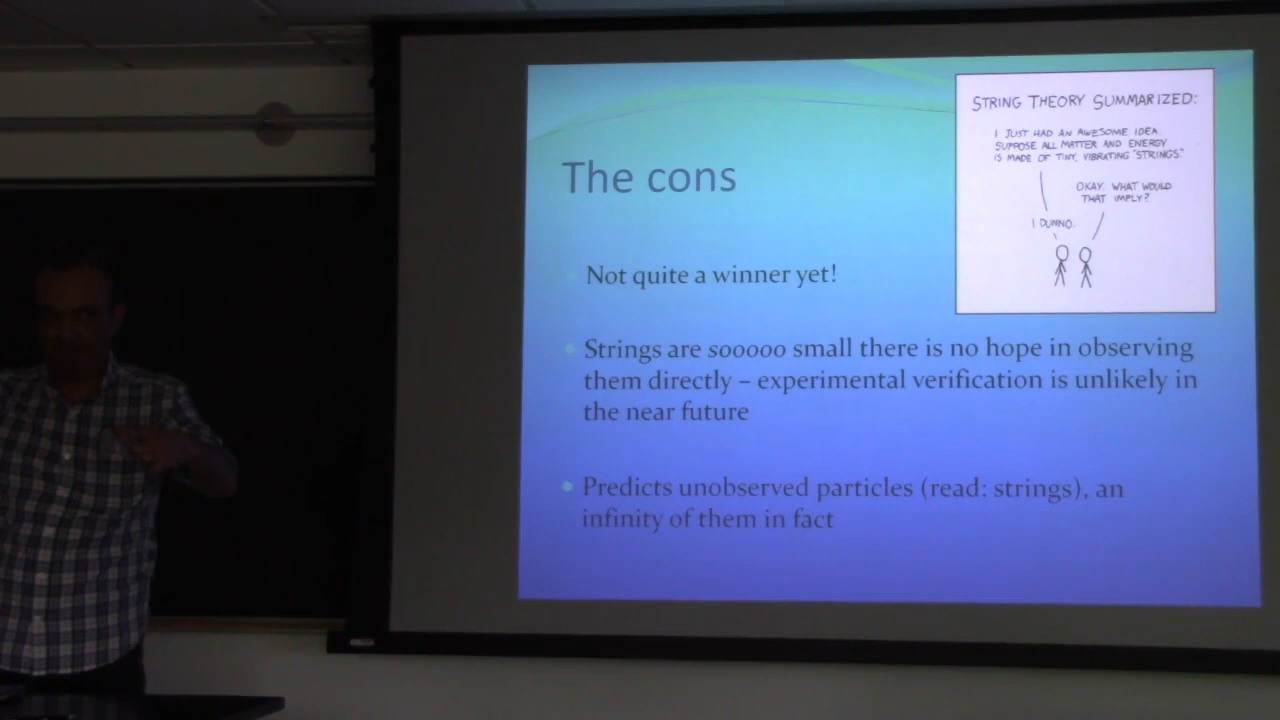 STRING THEORY SUMMARIZED:
I JUST HAD AN AWESOME IDEA.
SUPPOSE ALL MATTER AND ENERGY
IS MADE OF TINY, VIBRATING "STRINGS."
OKAY. WHAT WOULD
THAT IMPLY?
I DUNNO.
The cons
Not quite a winner yet!
Strings are sooooo small there is no hope in observing
them directly – experimental verification is unlikely in
the near future
Predicts unobserved particles (read: strings), an
infinity of them in fact